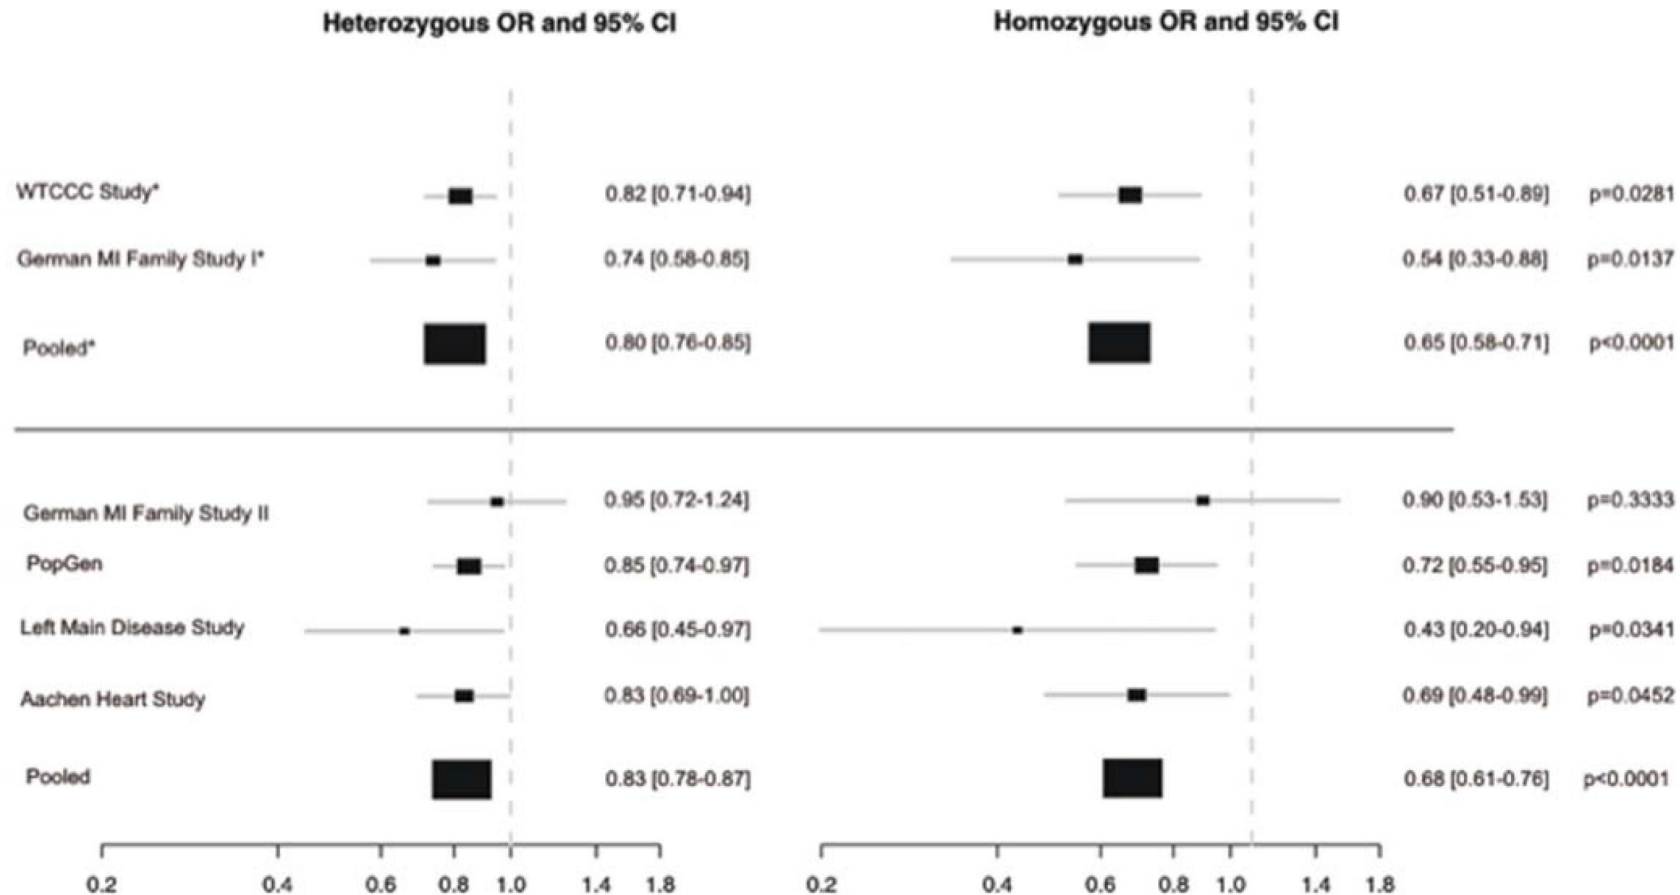 Heterozygous OR and 95% CI Homozygous OR and 95% CI
WTCCC Study* 0.82 [0.71-0.94] 0.67 [0.51-0.89] p=0.0281
German MI Family Study I* 0.74 [0.58-0.85] 0.54 [0.33-0.88] p=0.0137
Pooled* 0.80 [0.76-0.85] 0.65 [0.58-0.71] p<0.0001
German MI Family Study II 0.95 [0.72-1.24] 0.90 [0.53-1.53] p=0.3333
PopGen 0.85 [0.74-0.97] 0.72 [0.55-0.95] p=0.0184
Left Main Disease Study 0.66 [0.45-0.97] 0.43 [0.20-0.94] p=0.0341
Aachen Heart Study 0.83 [0.69-1.00] 0.69 [0.48-0.99] p=0.0452
Pooled 0.83 [0.78-0.87] 0.68 [0.61-0.76] p<0.0001
0.2 0.4 0.6 0.8 1.0 1.4 1.8 0.2 0.4 0.6 0.8 1.0 1.4 1.8